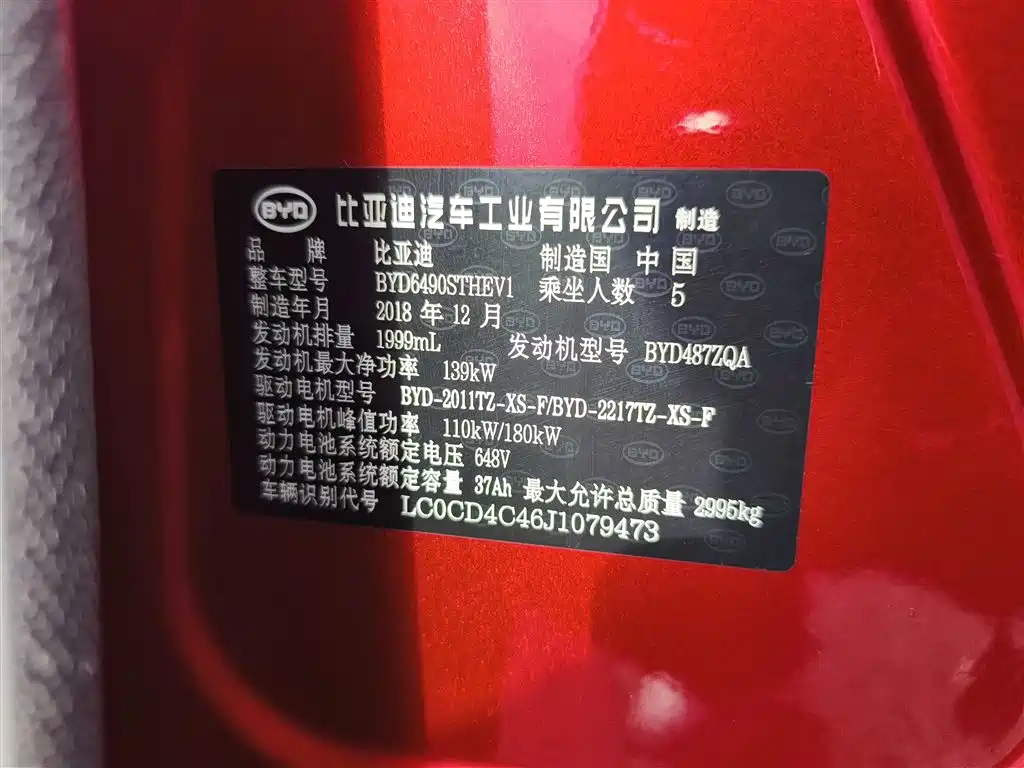 BYD 比亚迪汽车工业有限公司 制造
品牌 比亚迪 制造国 中国
整车型号 BYD6490STHEV1 乘坐人数 5
制造年月 2018 年 12 月
发动机排量 1999mL 发动机型号 BYD487ZQA
发动机最大净功率 139kW
驱动电机型号 BYD-2011TZ-XS-F/BYD-2217TZ-XS-F
驱动电机峰值功率 110kW/180kW
动力电池系统额定电压 648V
动力电池系统额定容量 37Ah 最大允许总质量 2995kg
车辆识别代号 LC0CD4C46J1079473